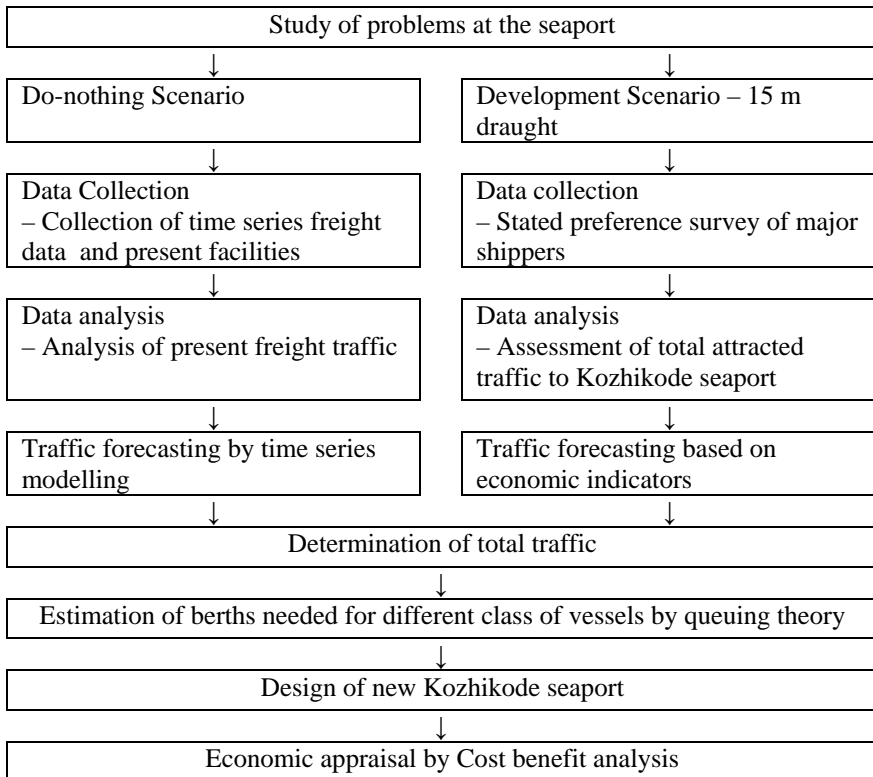 Study of problems at the seaport
↓ ↓
Do-nothing Scenario
Development Scenario – 15 m
draught
↓ ↓
Data Collection
– Collection of time series freight
data and present facilities
Data collection
– Stated preference survey of major
shippers
↓ ↓
Data analysis
– Analysis of present freight traffic
Data analysis
– Assessment of total attracted
traffic to Kozhikode seaport
↓ ↓
Traffic forecasting by time series
modelling
Traffic forecasting based on
economic indicators
↓ ↓
Determination of total traffic
↓
Estimation of berths needed for different class of vessels by queuing theory
↓
Design of new Kozhikode seaport
↓
Economic appraisal by Cost benefit analysis